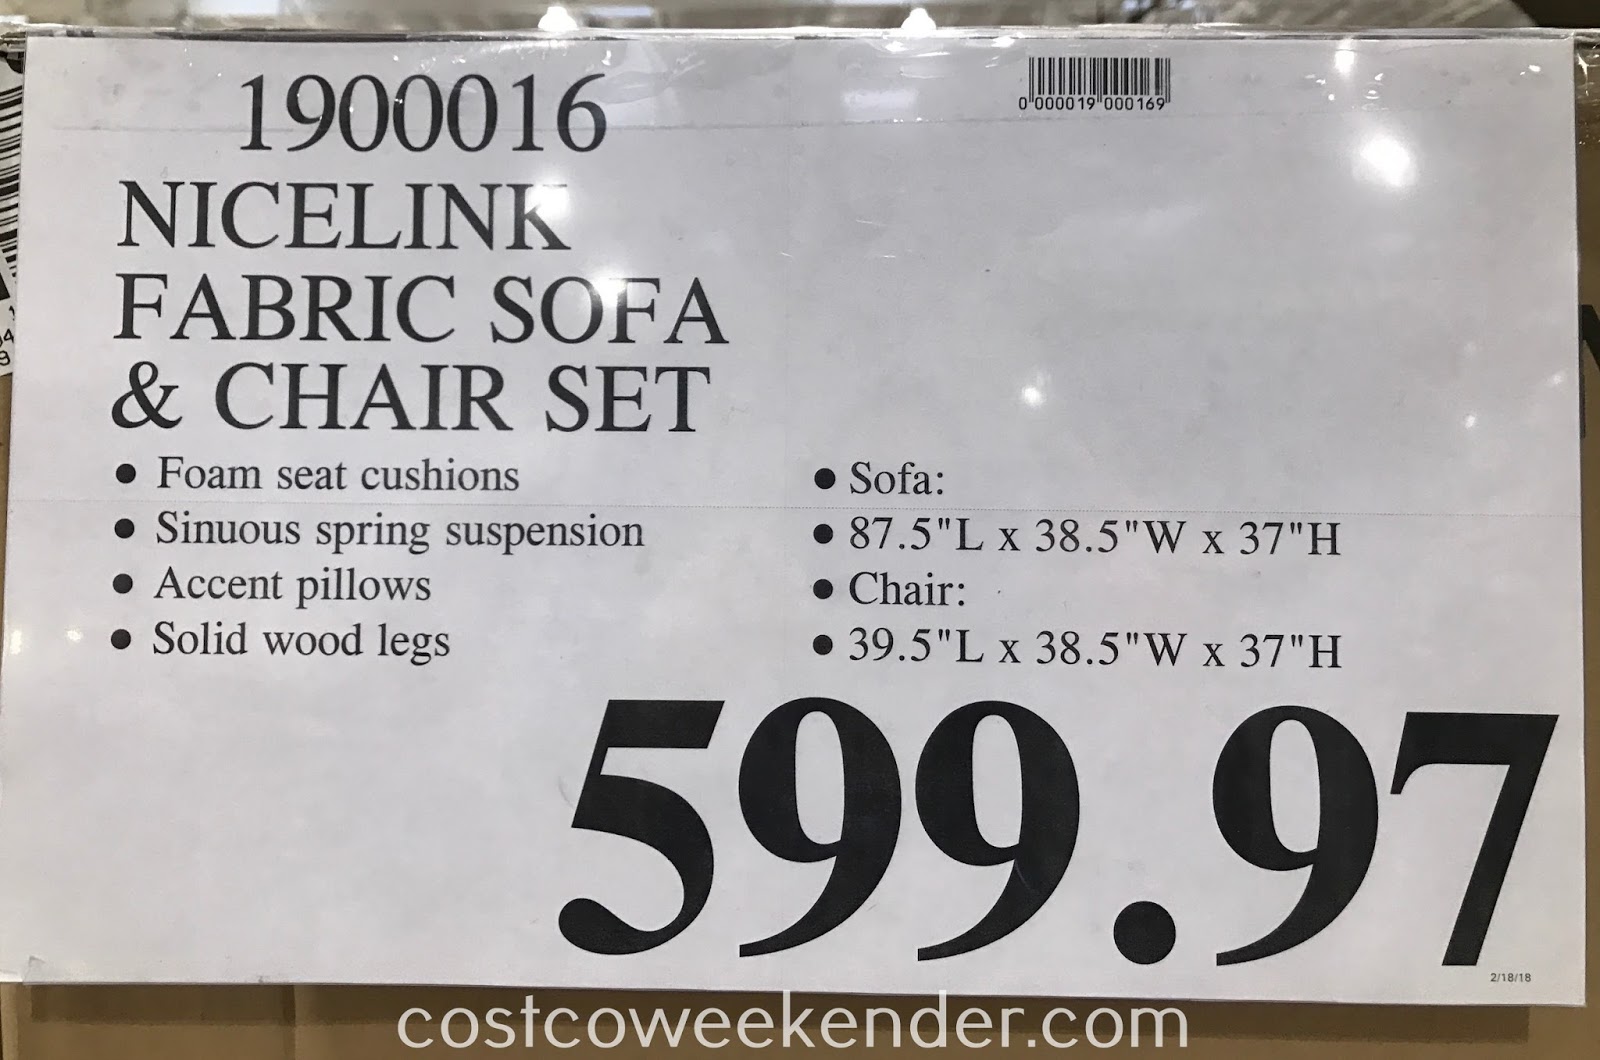 1900016
0 000019 000169
NICELINK
FABRIC SOFA
& CHAIR SET
• Foam seat cushions
• Sinuous spring suspension
• Accent pillows
• Solid wood legs
• Sofa:
• 87.5"L x 38.5"W x 37"H
• Chair:
• 39.5"L x 38.5"W x 37"H
599.97
2/18/18
costcoweekender.com